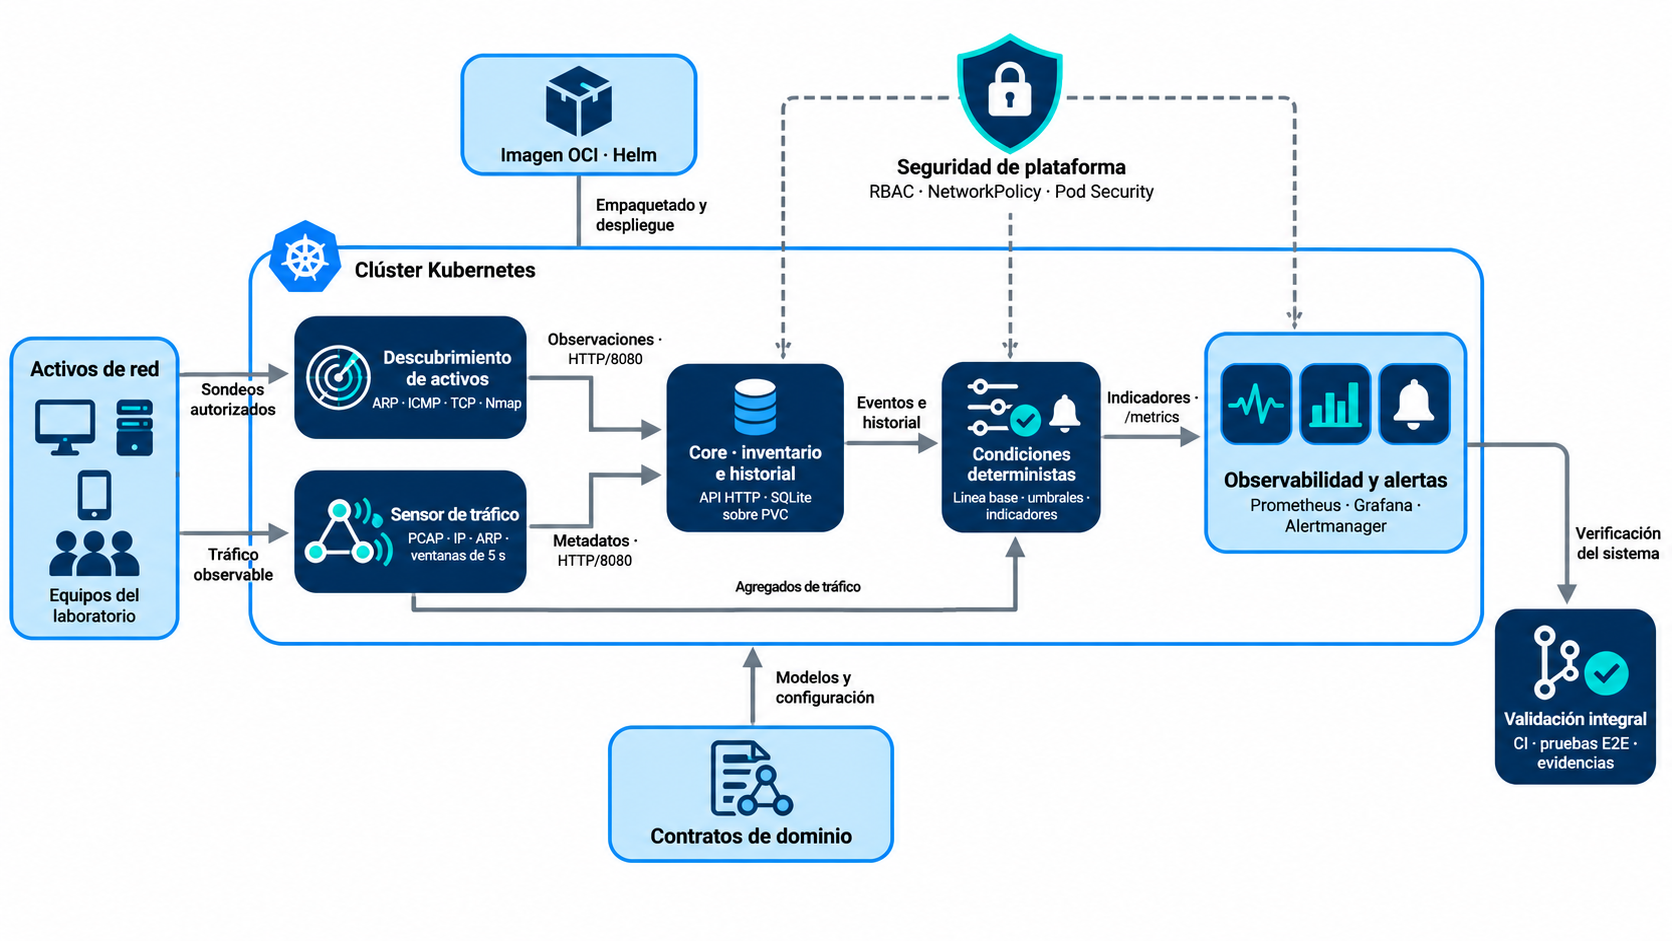 Imagen OCI · Helm
Empaquetado y
despliegue
Seguridad de plataforma
RBAC · NetworkPolicy · Pod Security
Clúster Kubernetes
Activos de red
Equipos del
laboratorio
Sondeos
autorizados
Tráfico
observable
Descubrimiento
de activos
ARP · ICMP · TCP · Nmap
Sensor de tráfico
PCAP · IP · ARP ·
ventanas de 5 s
Observaciones ·
HTTP/8080
Metadatos ·
HTTP/8080
Core · inventario
e historial
API HTTP · SQLite
sobre PVC
Eventos e
historial
Condiciones
deterministas
Línea base · umbrales ·
indicadores
Agregados de tráfico
Indicadores ·
/metrics
Observabilidad y alertas
Prometheus · Grafana ·
Alertmanager
Verificación
del sistema
Validación integral
CI · pruebas E2E ·
evidencias
Modelos y
configuración
Contratos de dominio